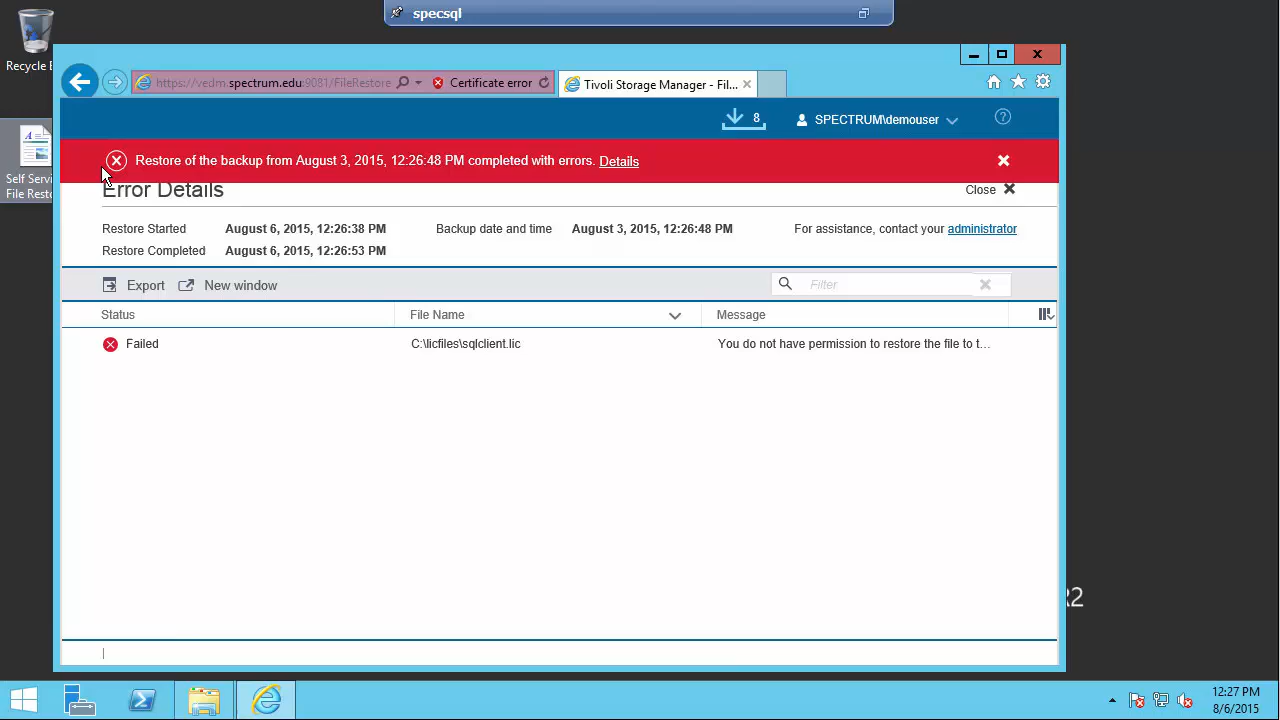 specsql
Recycle
https://vedm.spectrum.edu:9081/FileRestore
Certificate error
Tivoli Storage Manager - Fil...
8
SPECTRUM\demouser
?
Restore of the backup from August 3, 2015, 12:26:48 PM completed with errors. Details
Self Servi
File Resto
Error Details
Close
Restore Started August 6, 2015, 12:26:38 PM Backup date and time August 3, 2015, 12:26:48 PM For assistance, contact your administrator
Restore Completed August 6, 2015, 12:26:53 PM
Export New window Filter
Status File Name Message
Failed C:\licfiles\sqlclient.lic You do not have permission to restore the file to t...
R2
12:27 PM
8/6/2015